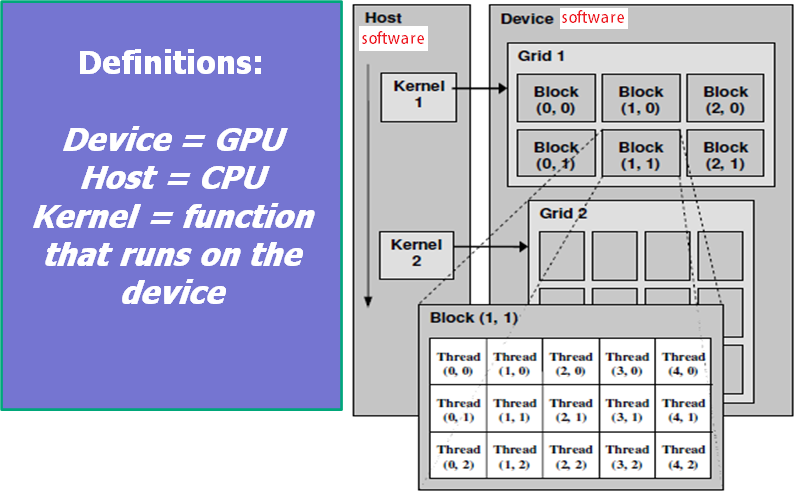 Definitions:
Device = GPU
Host = CPU
Kernel = function
that runs on the
device
Host
software
Device software
Grid 1
Kernel
1
Block
(0, 0)
Block
(1, 0)
Block
(2, 0)
Block
(0, 1)
Block
(1, 1)
Block
(2, 1)
Grid 2
Kernel
2
Block (1, 1)
Thread
(0, 0)
Thread
(1, 0)
Thread
(2, 0)
Thread
(3, 0)
Thread
(4, 0)
Thread
(0, 1)
Thread
(1, 1)
Thread
(2, 1)
Thread
(3, 1)
Thread
(4, 1)
Thread
(0, 2)
Thread
(1, 2)
Thread
(2, 2)
Thread
(3, 2)
Thread
(4, 2)